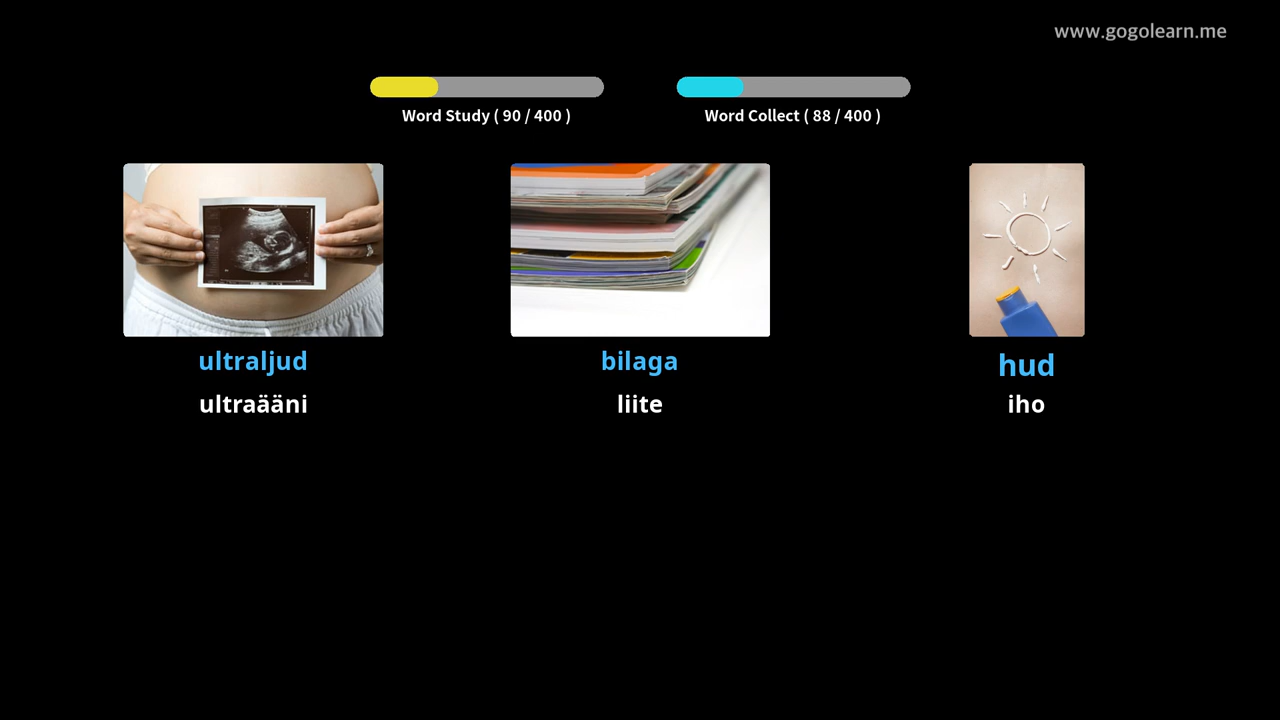 www.gogolearn.me
Word Study ( 90 / 400 )
Word Collect ( 88 / 400 )
ultraljud
bilaga
hud
ultraääni
liite
iho